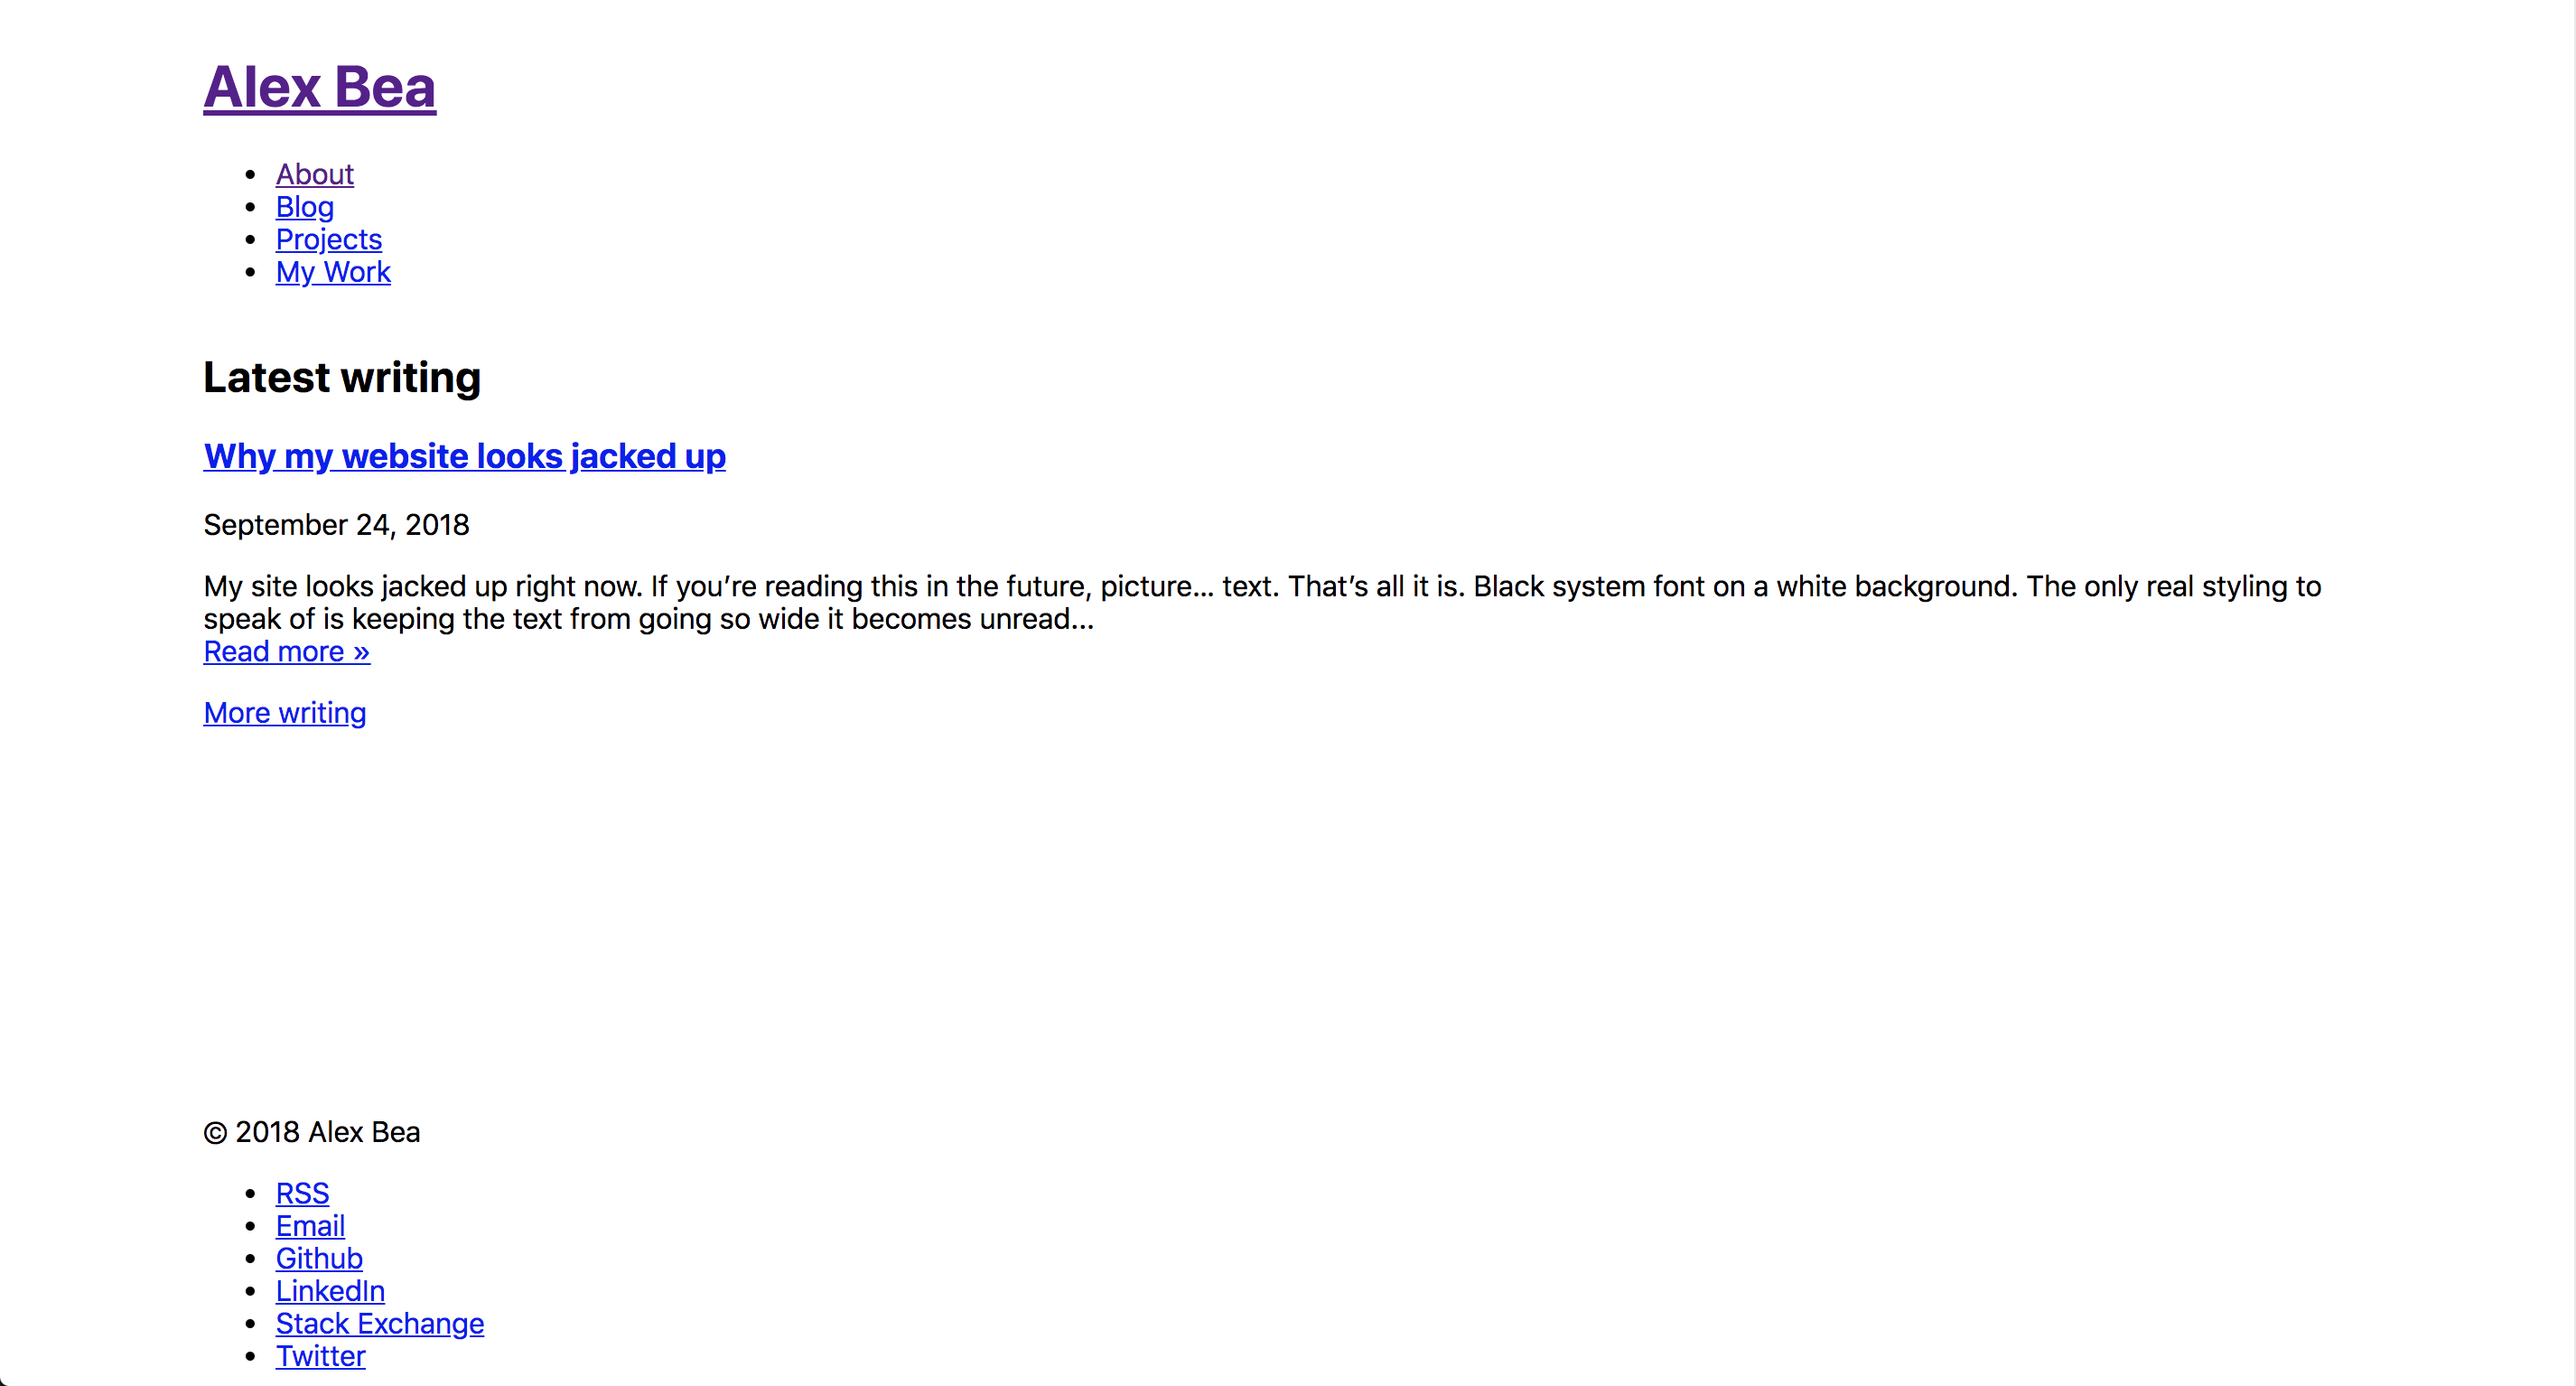 Alex Bea
• About
• Blog
• Projects
• My Work
Latest writing
Why my website looks jacked up
September 24, 2018
My site looks jacked up right now. If you’re reading this in the future, picture… text. That’s all it is. Black system font on a white background. The only real styling to
speak of is keeping the text from going so wide it becomes unread…
Read more »
More writing
© 2018 Alex Bea
• RSS
• Email
• Github
• LinkedIn
• Stack Exchange
• Twitter